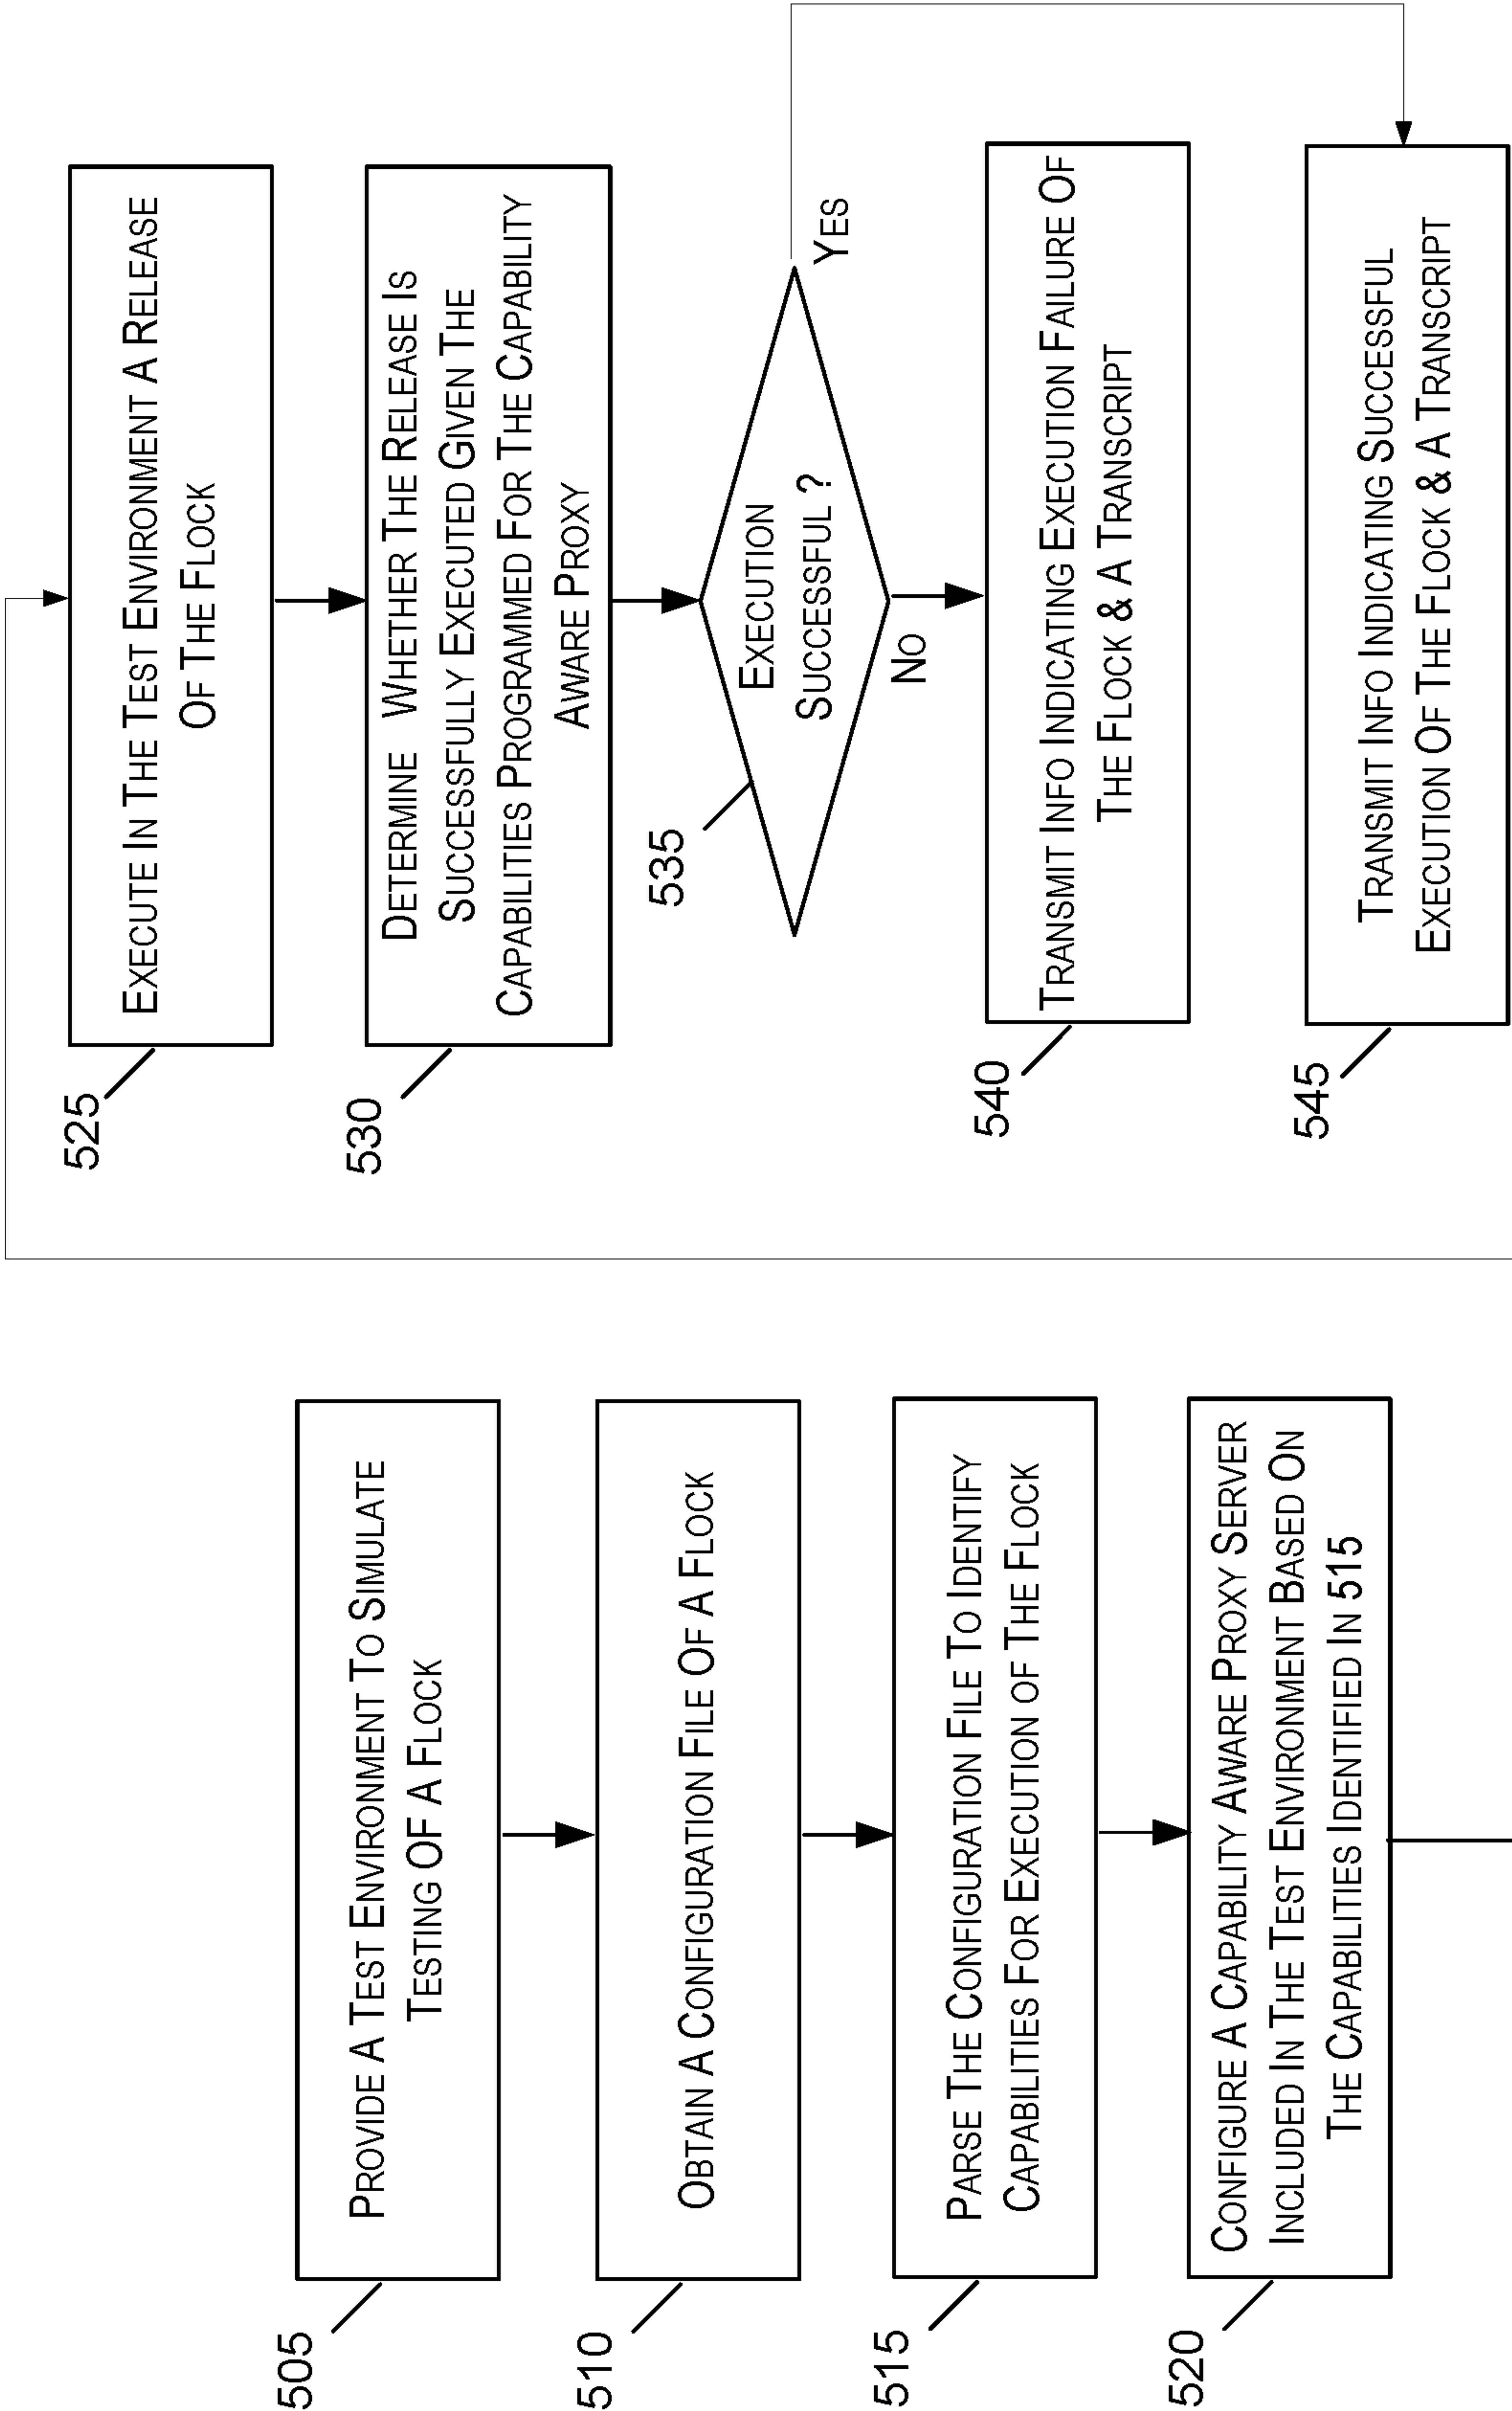 505
PROVIDE A TEST ENVIRONMENT TO SIMULATE
TESTING OF A FLOCK
510
OBTAIN A CONFIGURATION FILE OF A FLOCK
515
PARSE THE CONFIGURATION FILE TO IDENTIFY
CAPABILITIES FOR EXECUTION OF THE FLOCK
520
CONFIGURE A CAPABILITY AWARE PROXY SERVER
INCLUDED IN THE TEST ENVIRONMENT BASED ON
THE CAPABILITIES IDENTIFIED IN 515
525
EXECUTE IN THE TEST ENVIRONMENT A RELEASE
OF THE FLOCK
530
DETERMINE WHETHER THE RELEASE IS
SUCCESSFULLY EXECUTED GIVEN THE
CAPABILITIES PROGRAMMED FOR THE CAPABILITY
AWARE PROXY
535
EXECUTION
SUCCESSFUL ?
YES
NO
540
TRANSMIT INFO INDICATING EXECUTION FAILURE OF
THE FLOCK & A TRANSCRIPT
545
TRANSMIT INFO INDICATING SUCCESSFUL
EXECUTION OF THE FLOCK & A TRANSCRIPT